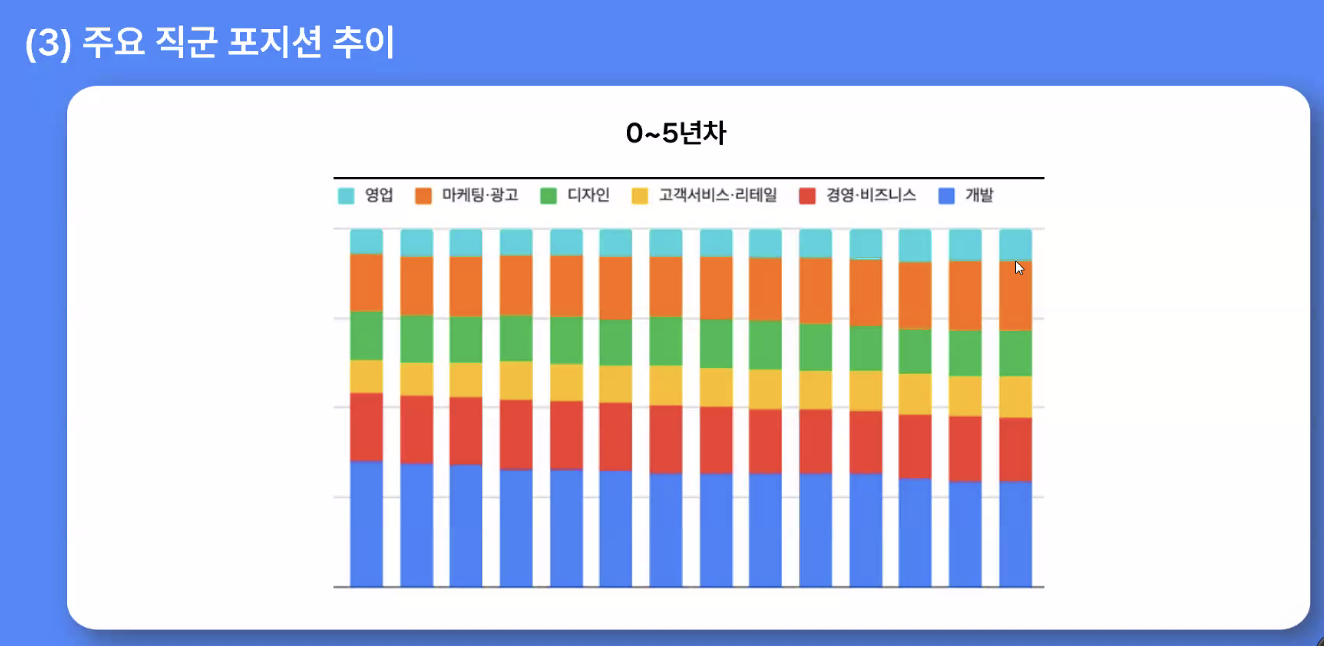 (3) 주요 직군 포지션 추이
0~5년차
영업 마케팅·광고 디자인 고객서비스·리테일 경영·비즈니스 개발